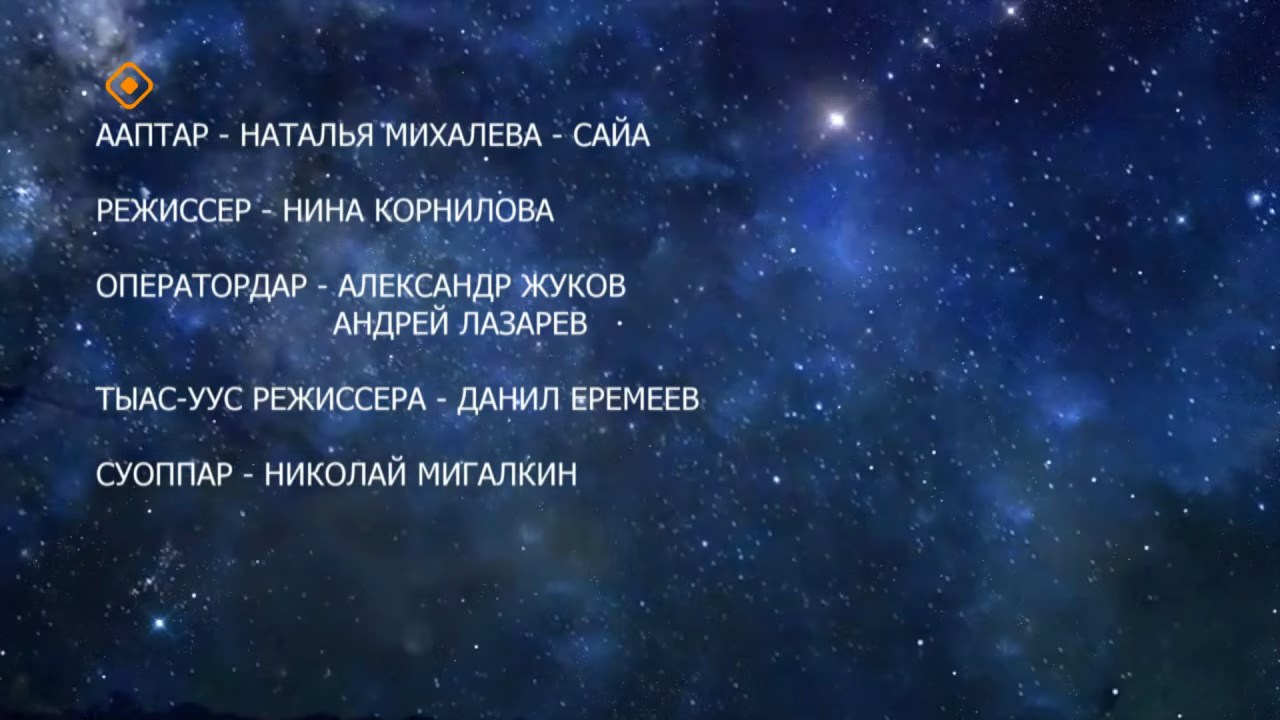 ААПТАР - НАТАЛЬЯ МИХАЛЕВА - САЙА
РЕЖИССЕР - НИНА КОРНИЛОВА
ОПЕРАТОРДАР - АЛЕКСАНДР ЖУКОВ
АНДРЕЙ ЛАЗАРЕВ
ТЫАС-УУС РЕЖИССЕРА - ДАНИЛ ЕРЕМЕЕВ
СУОППАР - НИКОЛАЙ МИГАЛКИН